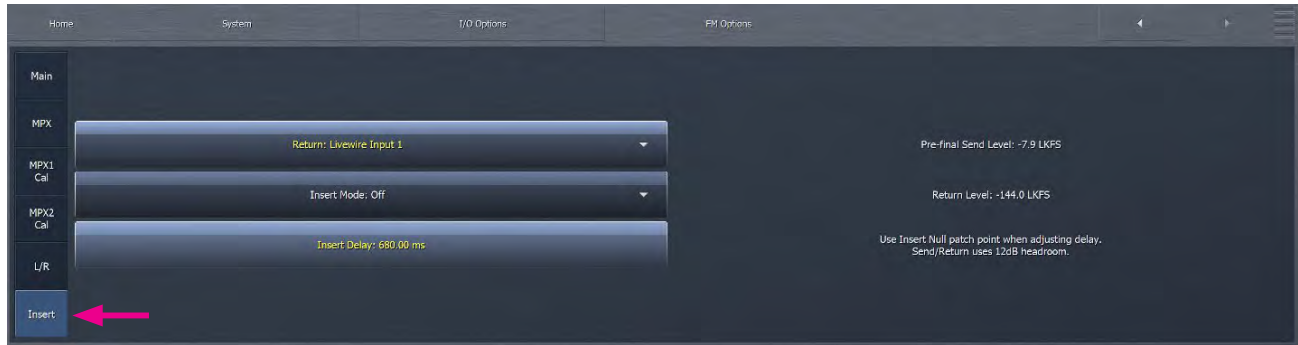 Home System I/O Options FM Options
Main
MPX
MPX1
Cal
MPX2
Cal
L/R
Insert
Return: Livewire Input 1
Insert Mode: Off
Insert Delay: 680.00 ms
Pre-final Send Level: -7.9 LKFS
Return Level: -144.0 LKFS
Use Insert Null patch point when adjusting delay.
Send/Return uses 12dB headroom.